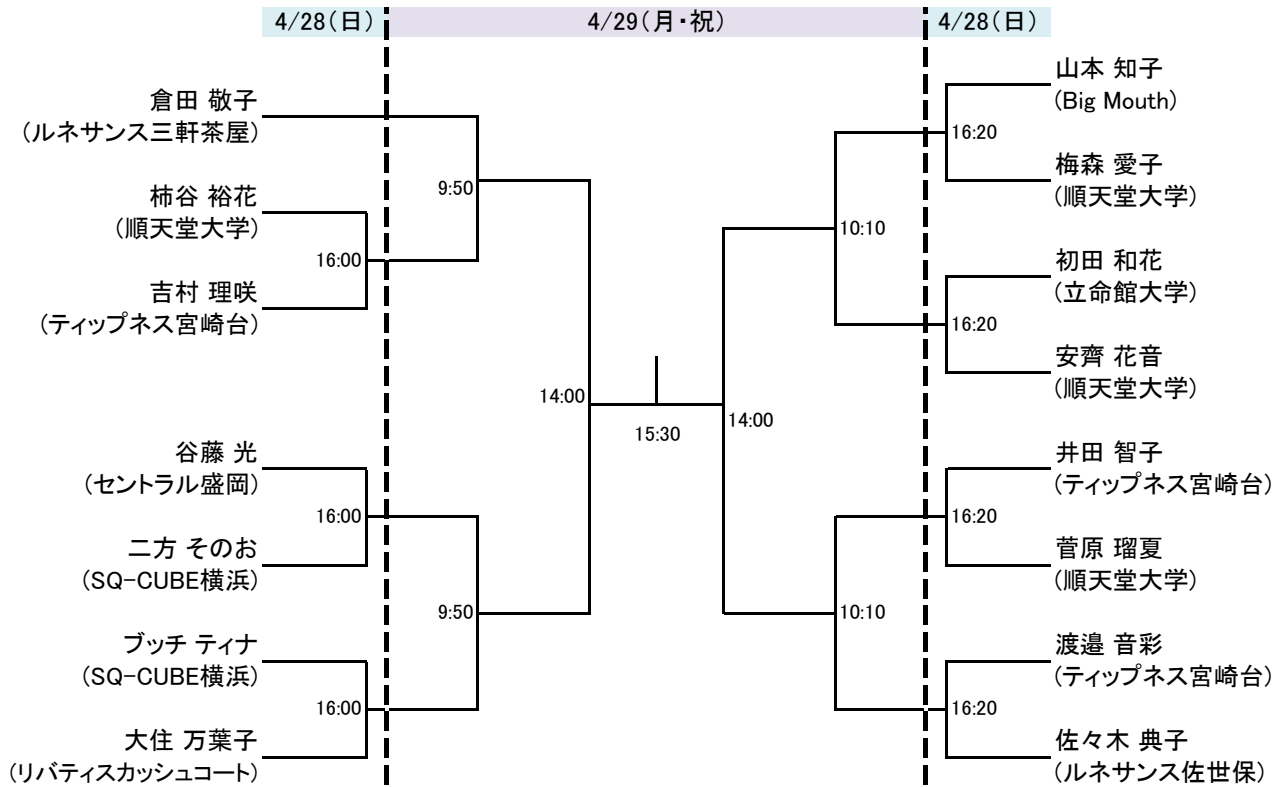 4/28(日)
4/29(月・祝)
4/28(日)
倉田 敬子
(ルネサンス三軒茶屋)
柿谷 裕花
(順天堂大学)
吉村 理咲
(ティップネス宮崎台)
谷藤 光
(セントラル盛岡)
二方 そのお
(SQ-CUBE横浜)
ブッチ ティナ
(SQ-CUBE横浜)
大住 万葉子
(リバティスカッシュコート)
16:00
16:00
16:00
9:50
9:50
14:00
15:30
14:00
10:10
10:10
16:20
16:20
16:20
16:20
山本 知子
(Big Mouth)
梅森 愛子
(順天堂大学)
初田 和花
(立命館大学)
安齊 花音
(順天堂大学)
井田 智子
(ティップネス宮崎台)
菅原 瑠夏
(順天堂大学)
渡邉 音彩
(ティップネス宮崎台)
佐々木 典子
(ルネサンス佐世保)